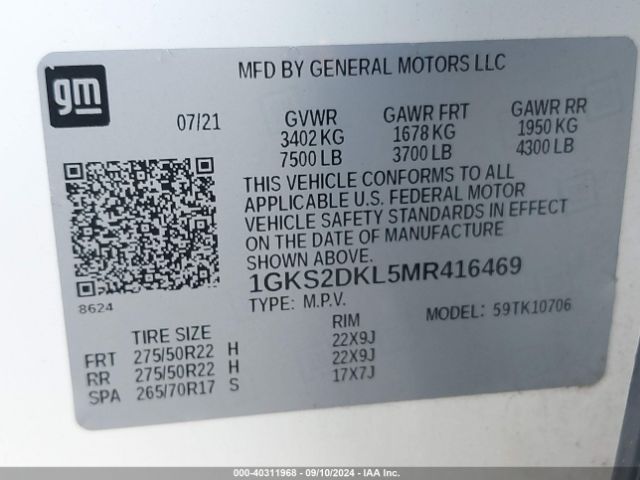 gm
MFD BY GENERAL MOTORS LLC
07/21
GVWR GAWR FRT GAWR RR
3402 KG 1678 KG 1950 KG
7500 LB 3700 LB 4300 LB
THIS VEHICLE CONFORMS TO ALL
APPLICABLE U.S. FEDERAL MOTOR
VEHICLE SAFETY STANDARDS IN EFFECT
ON THE DATE OF MANUFACTURE
SHOWN ABOVE.
1GKS2DKL5MR416469
8624
TYPE: M.P.V. MODEL: 59TK10706
TIRE SIZE RIM
FRT 275/50R22 H 22X9J
RR 275/50R22 H 22X9J
SPA 265/70R17 S 17X7J
000-40311968 - 09/10/2024 - IAA Inc.